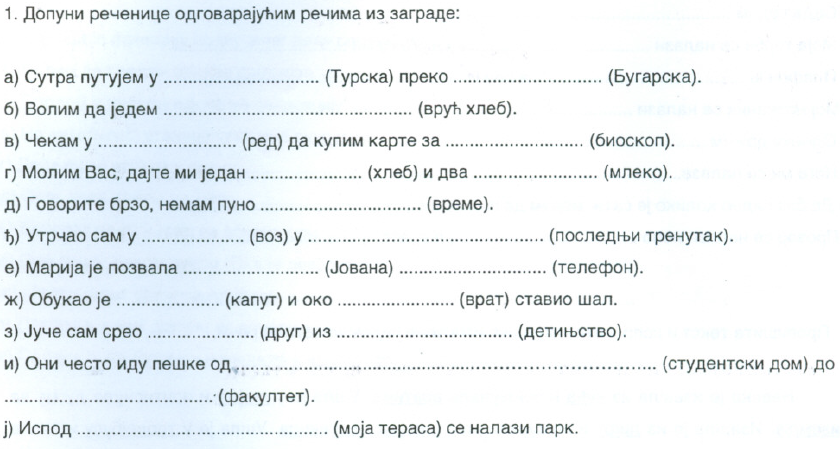 1. Допуни реченице одговарајућим речима из заграде:
а) Сутра путујем у ..................................... (Турска) преко ................................... (Бугарска).
б) Волим да једем .......................................................... (врућ хлеб).
в) Чекам у ................................ (ред) да купим карте за ................................ (биоскоп).
г) Молим Вас, дајте ми један .......................... (хлеб) и два ............................. (млеко).
д) Говорите брзо, немам пуно ...................................... (време).
ђ) Утрчао сам у ........................ (воз) у ....................................................... (последњи тренутак).
е) Марија је позвала ................................ (Јована) .................................. (телефон).
ж) Обукао је ........................ (капут) и око ........................... (врат) ставио шал.
з) Јуче сам срео ......................... (друг) из ......................................... (детињство).
и) Они често иду пешке од.................................................................................................... (студентски дом) до
................................................. (факултет).
ј) Испод .......................................................... (моја тераса) се налази парк.